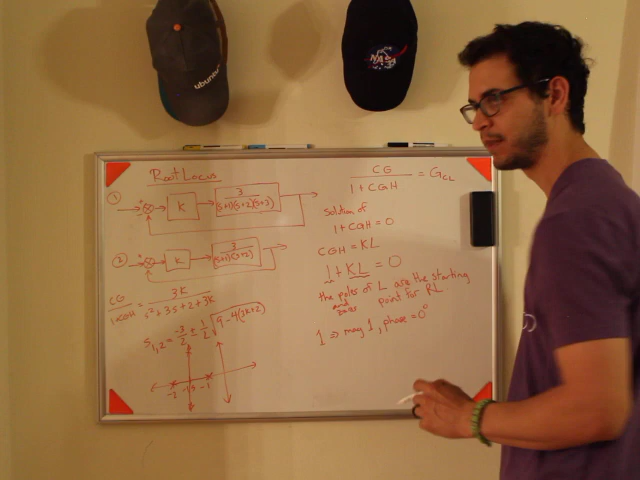 ubuntu
NASA
Root Locus
1
K
3
(s+1)(s+2)(s+3)
2
K
3
(s+1)(s+2)
CG
1+CGH
=
3K
s²+3s+2+3K
S1,2 = -3/2 ± 1/2 √9-4(3K+2)
-2 -1.5 -1
CG
1+CGH
= GCL
Solution of
1+CGH=0
CGH=KL
1+KL=0
the poles of L are the starting
and
point for RL
1 => mag 1, phase=0°